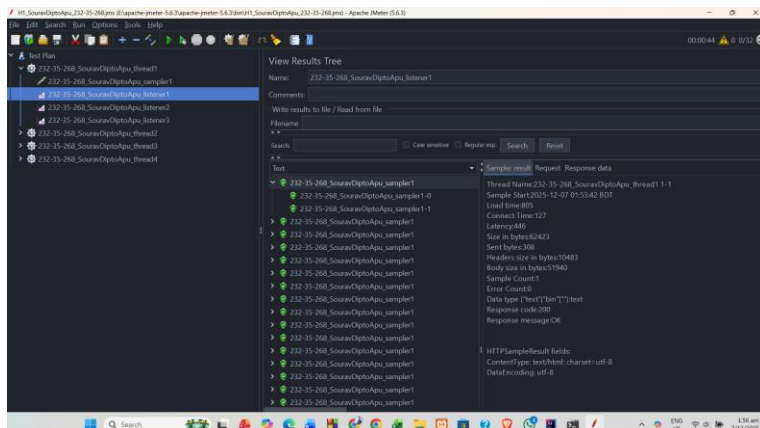 H1_SouravDiptoApu_232-35-268.jmx (E:\apache-jmeter-5.6.3\apache-jmeter-5.6.3\bin\H1_SouravDiptoApu_232-35-268.jmx) - Apache JMeter (5.6.3)
File Edit Search Run Options Tools Help
00:00:44 0 0/32
Test Plan
232-35-268_SouravDiptoApu_thread1
232-35-268_SouravDiptoApu_sampler1
232-35-268_SouravDiptoApu_listener1
232-35-268_SouravDiptoApu_listener2
232-35-268_SouravDiptoApu_listener3
232-35-268_SouravDiptoApu_thread2
232-35-268_SouravDiptoApu_thread3
232-35-268_SouravDiptoApu_thread4
View Results Tree
Name: 232-35-268_SouravDiptoApu_listener1
Comments:
Write results to file / Read from file
Filename
Search: Case sensitive Regular exp. Search Reset
Text
232-35-268_SouravDiptoApu_sampler1
232-35-268_SouravDiptoApu_sampler1-0
232-35-268_SouravDiptoApu_sampler1-1
232-35-268_SouravDiptoApu_sampler1
232-35-268_SouravDiptoApu_sampler1
232-35-268_SouravDiptoApu_sampler1
232-35-268_SouravDiptoApu_sampler1
232-35-268_SouravDiptoApu_sampler1
232-35-268_SouravDiptoApu_sampler1
232-35-268_SouravDiptoApu_sampler1
232-35-268_SouravDiptoApu_sampler1
232-35-268_SouravDiptoApu_sampler1
232-35-268_SouravDiptoApu_sampler1
232-35-268_SouravDiptoApu_sampler1
232-35-268_SouravDiptoApu_sampler1
232-35-268_SouravDiptoApu_sampler1
232-35-268_SouravDiptoApu_sampler1
Sampler result Request Response data
Thread Name:232-35-268_SouravDiptoApu_thread1 1-1
Sample Start:2025-12-07 01:53:42 BDT
Load time:805
Connect Time:127
Latency:446
Size in bytes:62423
Sent bytes:308
Headers size in bytes:10483
Body size in bytes:51940
Sample Count:1
Error Count:0
Data type ("text"|"bin"|""):text
Response code:200
Response message:OK
HTTPSampleResult fields:
ContentType: text/html; charset=utf-8
DataEncoding: utf-8
Search
ENG
1:56 am